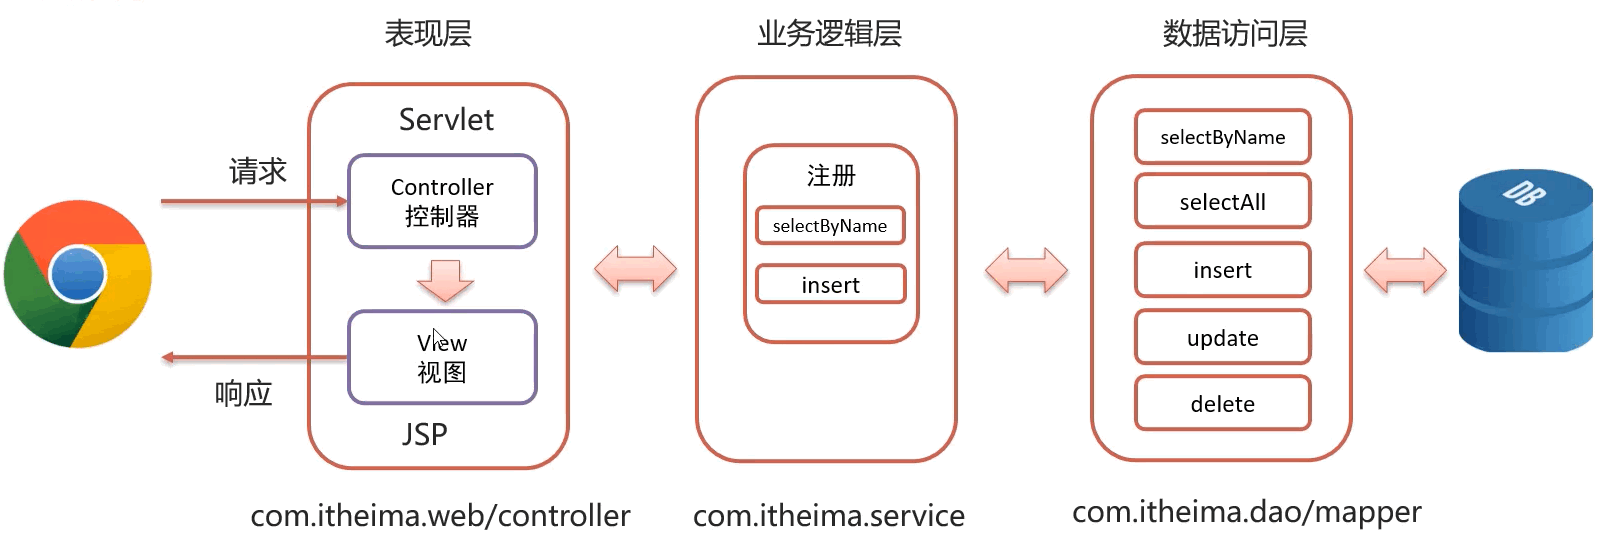 表现层
业务逻辑层
数据访问层
Servlet
请求
Controller
控制器
View
视图
响应
JSP
注册
selectByName
insert
selectByName
selectAll
insert
update
delete
DB
com.itheima.web/controller
com.itheima.service
com.itheima.dao/mapper